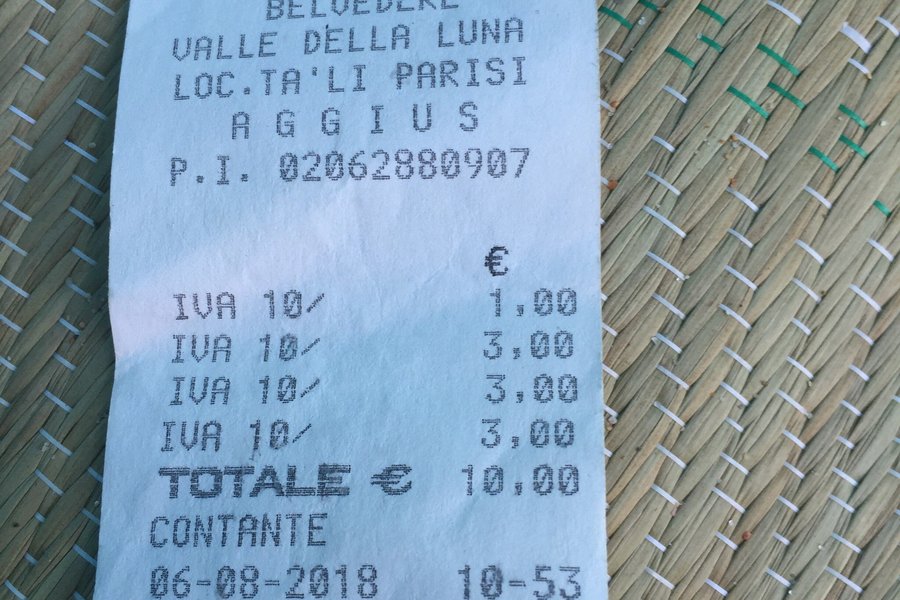 BELVEDERE
VALLE DELLA LUNA
LOC.TA'LI PARISI
A G G I U S
P.I. 02062880907
€
IVA 10/ 1,00
IVA 10/ 3,00
IVA 10/ 3,00
IVA 10/ 3,00
TOTALE € 10,00
CONTANTE
06-08-2018 10-53